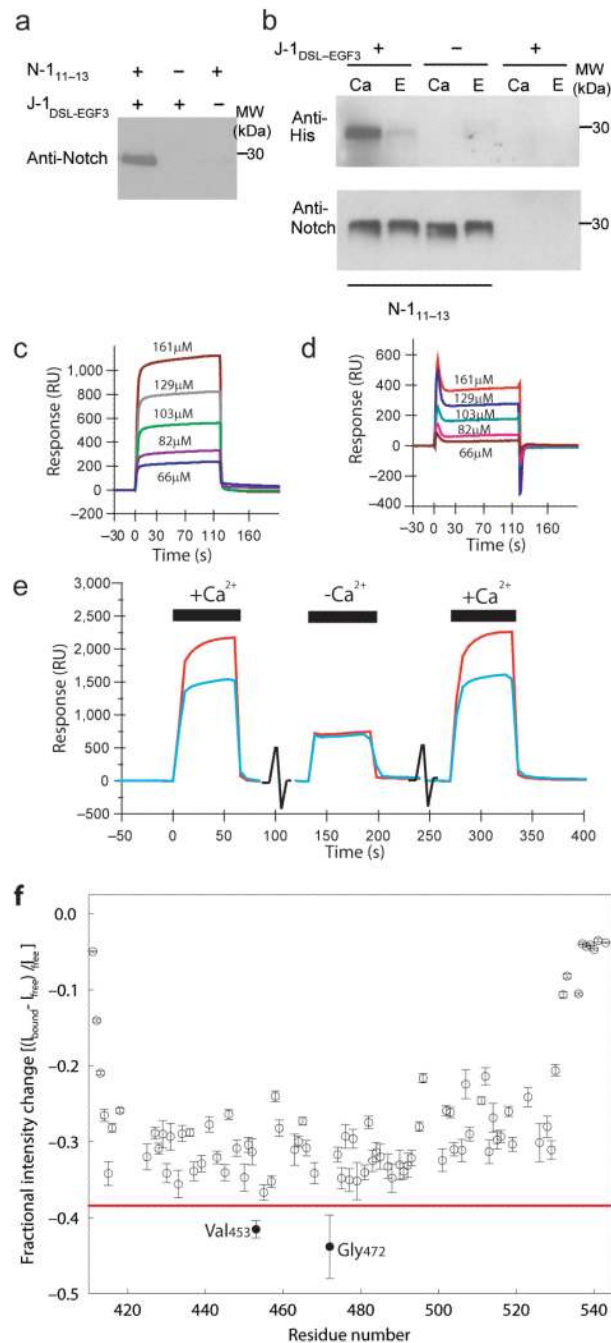 a
N-1₁₁₋₁₃ + − +
J-1DSL-EGF3 + + −
MW (kDa)
Anti-Notch
30
b
J-1DSL–EGF3 + − +
Ca E Ca E Ca E
MW (kDa)
Anti-His
30
Anti-Notch
30
N-1₁₁₋₁₃
c
Response (RU)
1,000
800
600
400
200
0
−200
161µM
129µM
103µM
82µM
66µM
−30 0 30 70 110 160
Time (s)
d
Response (RU)
600
400
200
0
−200
−400
161µM
129µM
103µM
82µM
66µM
−30 0 30 70 110 160
Time (s)
e
+Ca²⁺ -Ca²⁺ +Ca²⁺
Response (RU)
3,000
2,500
2,000
1,500
1,000
500
0
−500
−50 0 50 100 150 200 250 300 350 400
Time (s)
f
Fractional intensity change [(Ibound- Ifree) /Ifree]
0.0
−0.1
−0.2
−0.3
−0.4
−0.5
Val453
Gly472
420 440 460 480 500 520 540
Residue number